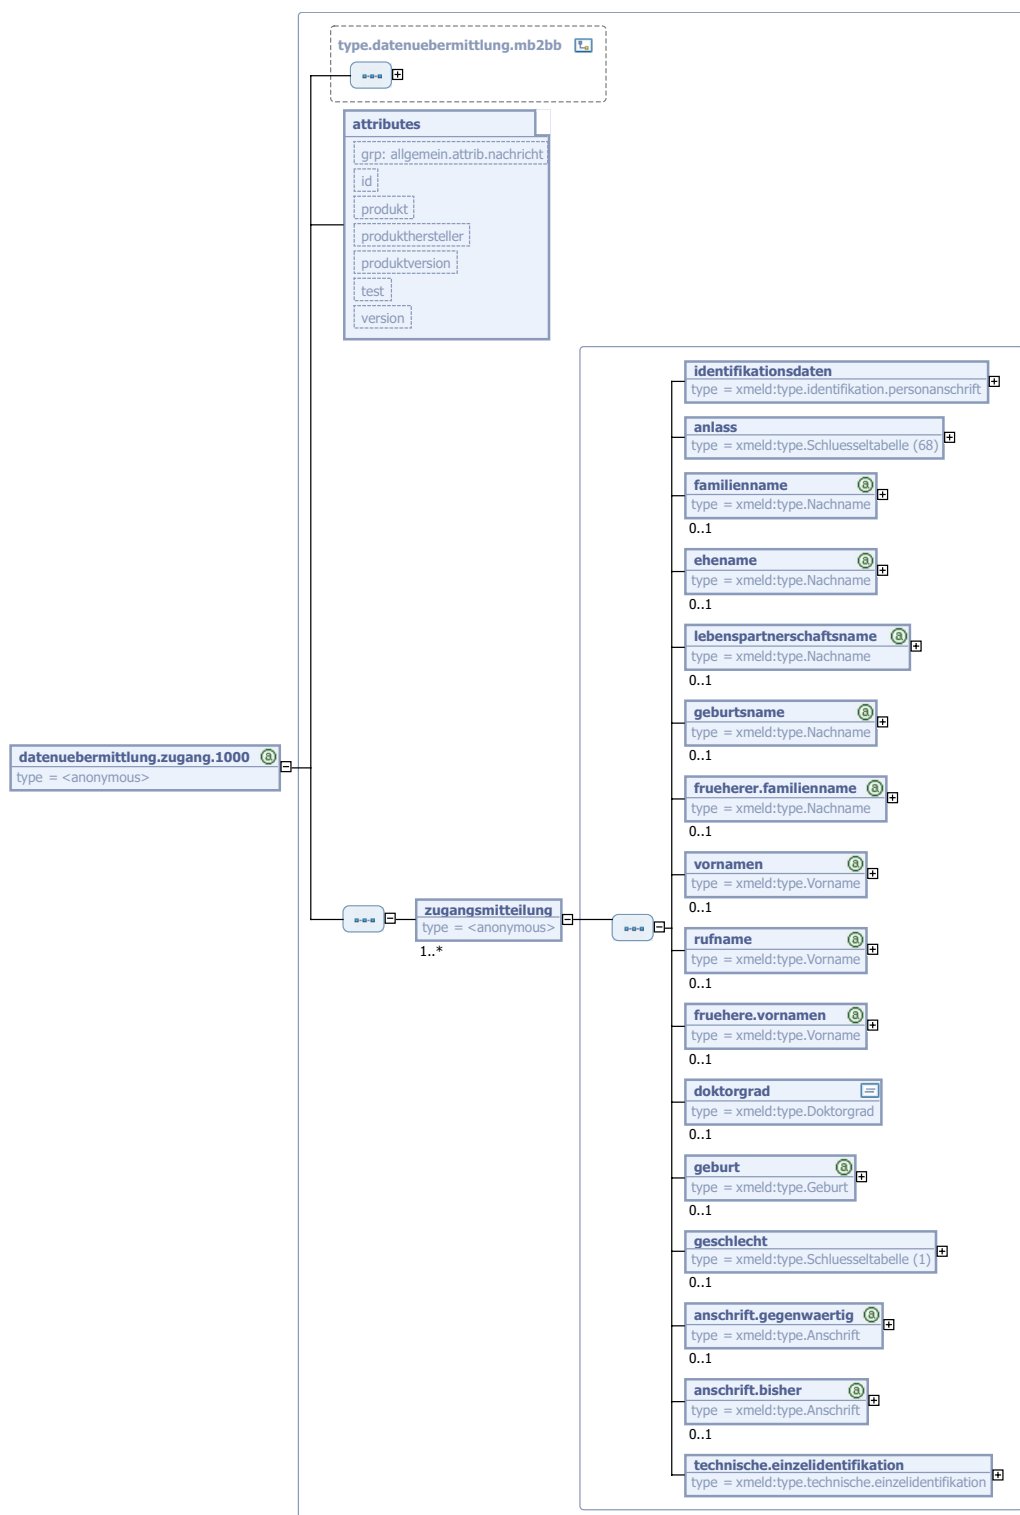 type.datenuebermittlung.mb2bb
attributes
grp: allgemein.attrib.nachricht
id
produkt
produkthersteller
produktversion
test
version
identifikationsdaten
type = xmeld:type.identifikation.personanschrift
anlass
type = xmeld:type.Schluesseltabelle (68)
familienname
type = xmeld:type.Nachname
0..1
ehename
type = xmeld:type.Nachname
0..1
lebenspartnerschaftsname
type = xmeld:type.Nachname
0..1
geburtsname
type = xmeld:type.Nachname
0..1
datenuebermittlung.zugang.1000
type = <anonymous>
frueherer.familienname
type = xmeld:type.Nachname
0..1
vornamen
type = xmeld:type.Vorname
0..1
zugangsmitteilung
type = <anonymous>
1..*
rufname
type = xmeld:type.Vorname
0..1
fruehere.vornamen
type = xmeld:type.Vorname
0..1
doktorgrad
type = xmeld:type.Doktorgrad
0..1
geburt
type = xmeld:type.Geburt
0..1
geschlecht
type = xmeld:type.Schluesseltabelle (1)
0..1
anschrift.gegenwaertig
type = xmeld:type.Anschrift
0..1
anschrift.bisher
type = xmeld:type.Anschrift
0..1
technische.einzelidentifikation
type = xmeld:type.technische.einzelidentifikation